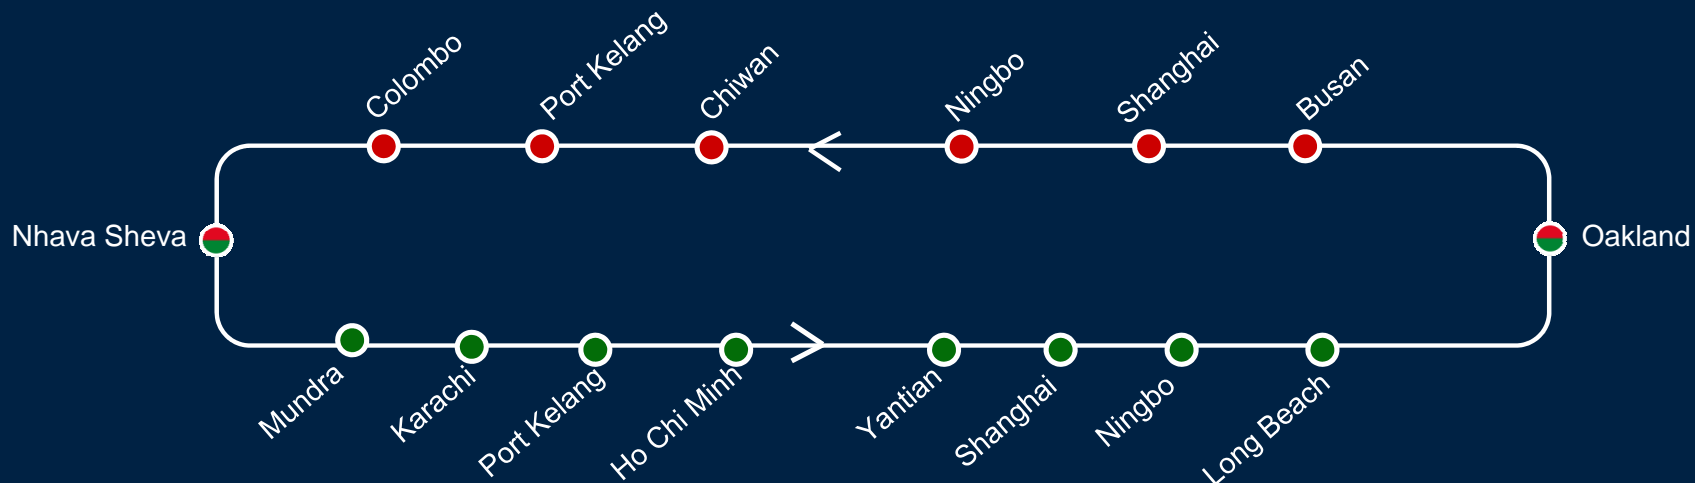 Colombo
Port Kelang
Chiwan
Ningbo
Shanghai
Busan
Nhava Sheva
Oakland
Mundra
Karachi
Port Kelang
Ho Chi Minh
Yantian
Shanghai
Ningbo
Long Beach